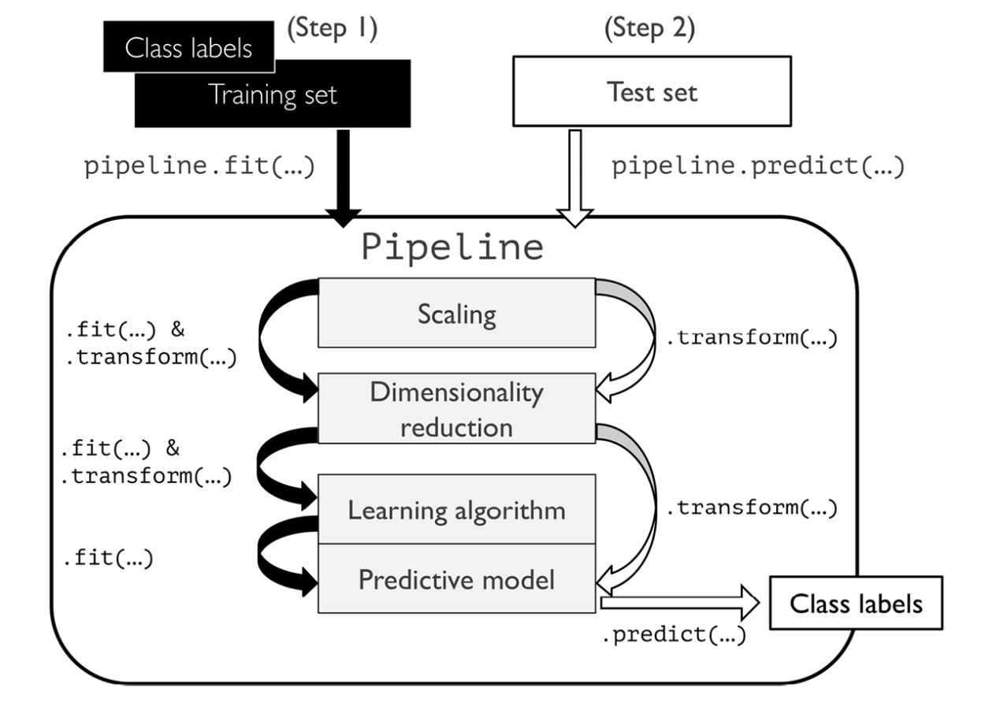 (Step 1)
(Step 2)
Class labels
Training set
Test set
pipeline.fit(…)
pipeline.predict(…)
Pipeline
Scaling
.fit(…) &
.transform(…)
.transform(…)
Dimensionality
reduction
.fit(…) &
.transform(…)
Learning algorithm
.transform(…)
.fit(…)
Predictive model
Class labels
.predict(…)